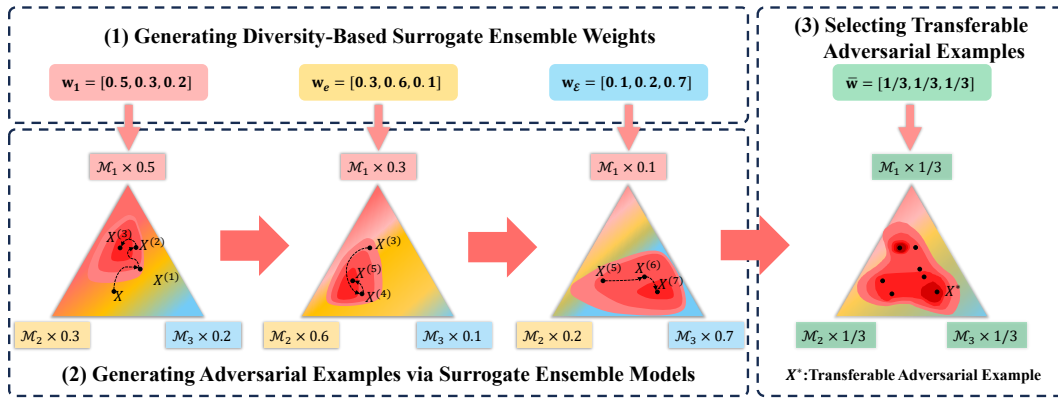 (1) Generating Diversity-Based Surrogate Ensemble Weights
w₁ = [0.5, 0.3, 0.2]
wₑ = [0.3, 0.6, 0.1]
w_ℰ = [0.1, 0.2, 0.7]
ℳ₁ × 0.5
X⁽³⁾
X⁽²⁾
X⁽¹⁾
X
ℳ₂ × 0.3
ℳ₃ × 0.2
ℳ₁ × 0.3
X⁽³⁾
X⁽⁵⁾
X⁽⁴⁾
ℳ₂ × 0.6
ℳ₃ × 0.1
ℳ₁ × 0.1
X⁽⁵⁾
X⁽⁶⁾
X⁽⁷⁾
ℳ₂ × 0.2
ℳ₃ × 0.7
(2) Generating Adversarial Examples via Surrogate Ensemble Models
(3) Selecting Transferable
Adversarial Examples
w̅ = [1/3, 1/3, 1/3]
ℳ₁ × 1/3
X*
ℳ₂ × 1/3
ℳ₃ × 1/3
X*:Transferable Adversarial Example